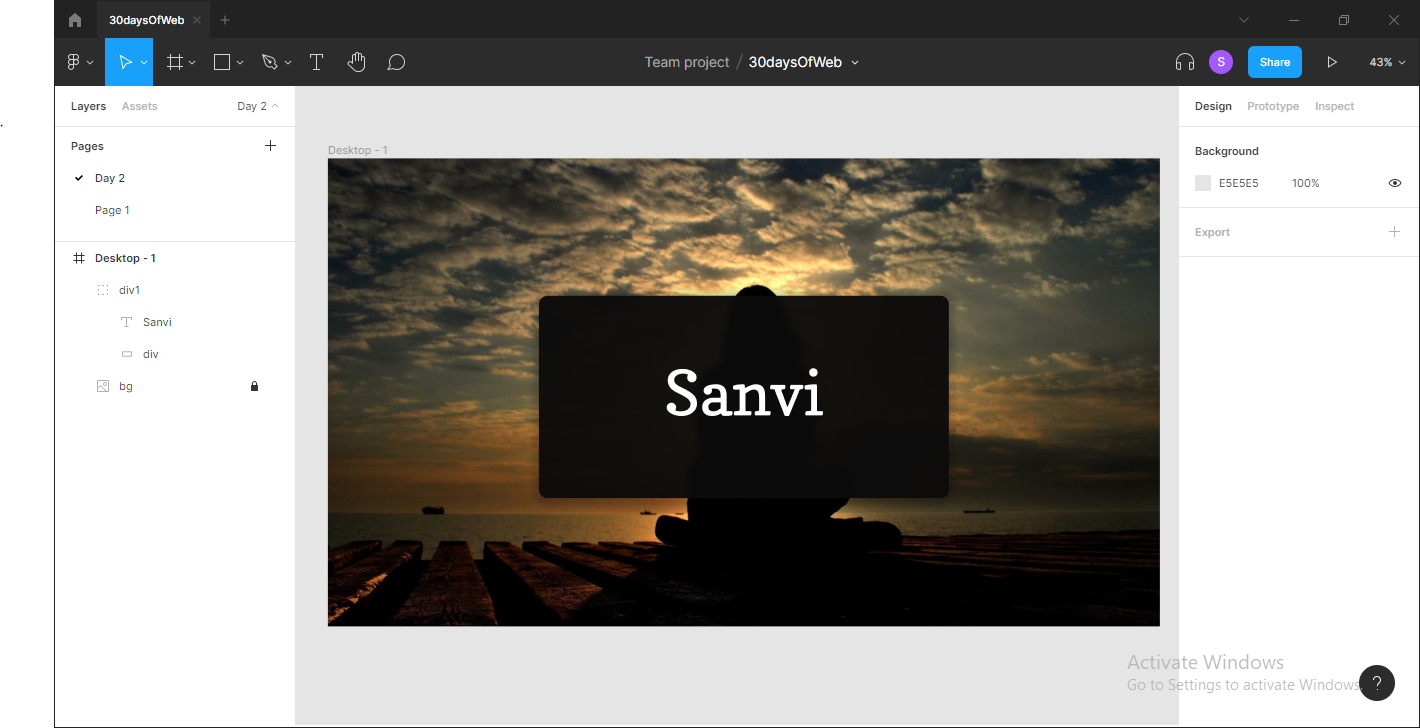 30daysOfWeb
Team project / 30daysOfWeb
S
Share
43%
Layers Assets Day 2
Pages
Day 2
Page 1
Desktop - 1
div1
Sanvi
div
bg
Desktop - 1
Sanvi
Design Prototype Inspect
Background
E5E5E5 100%
Export
Activate Windows
Go to Settings to activate Windows.
?